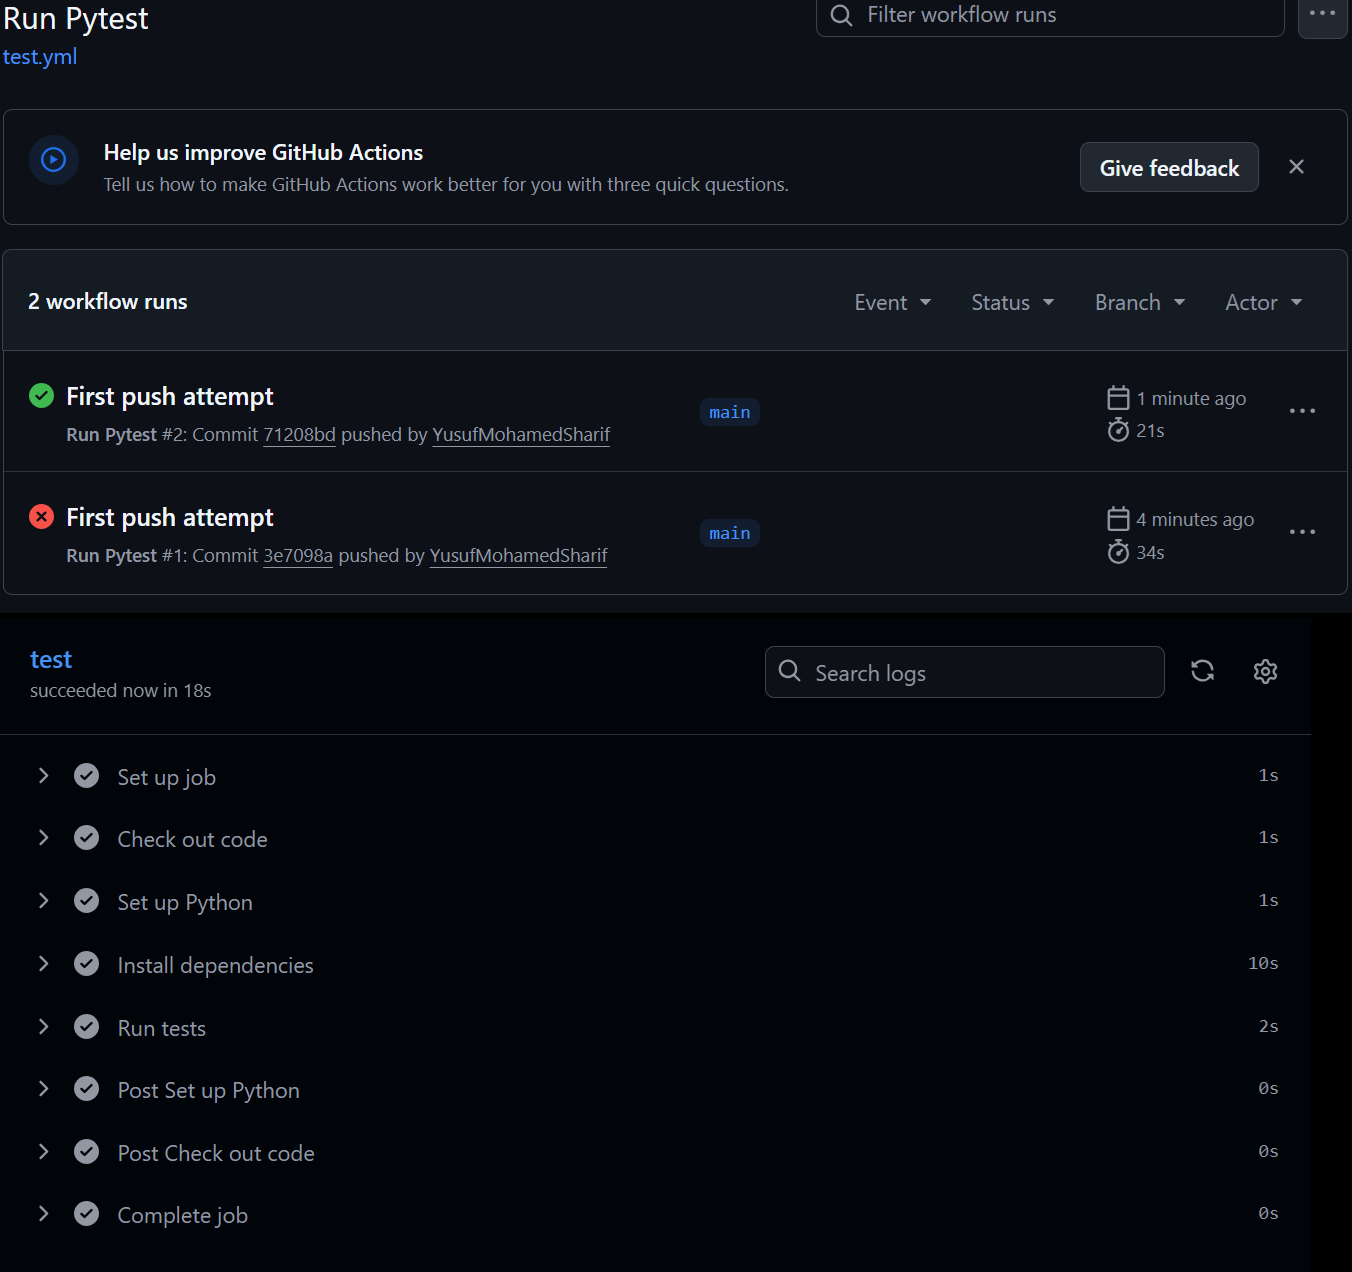 Run Pytest
Filter workflow runs
test.yml
Help us improve GitHub Actions
Tell us how to make GitHub Actions work better for you with three quick questions.
Give feedback
2 workflow runs
Event Status Branch Actor
First push attempt
main
1 minute ago
Run Pytest #2: Commit 71208bd pushed by YusufMohamedSharif
21s
First push attempt
main
4 minutes ago
Run Pytest #1: Commit 3e7098a pushed by YusufMohamedSharif
34s
test
succeeded now in 18s
Search logs
Set up job 1s
Check out code 1s
Set up Python 1s
Install dependencies 10s
Run tests 2s
Post Set up Python 0s
Post Check out code 0s
Complete job 0s